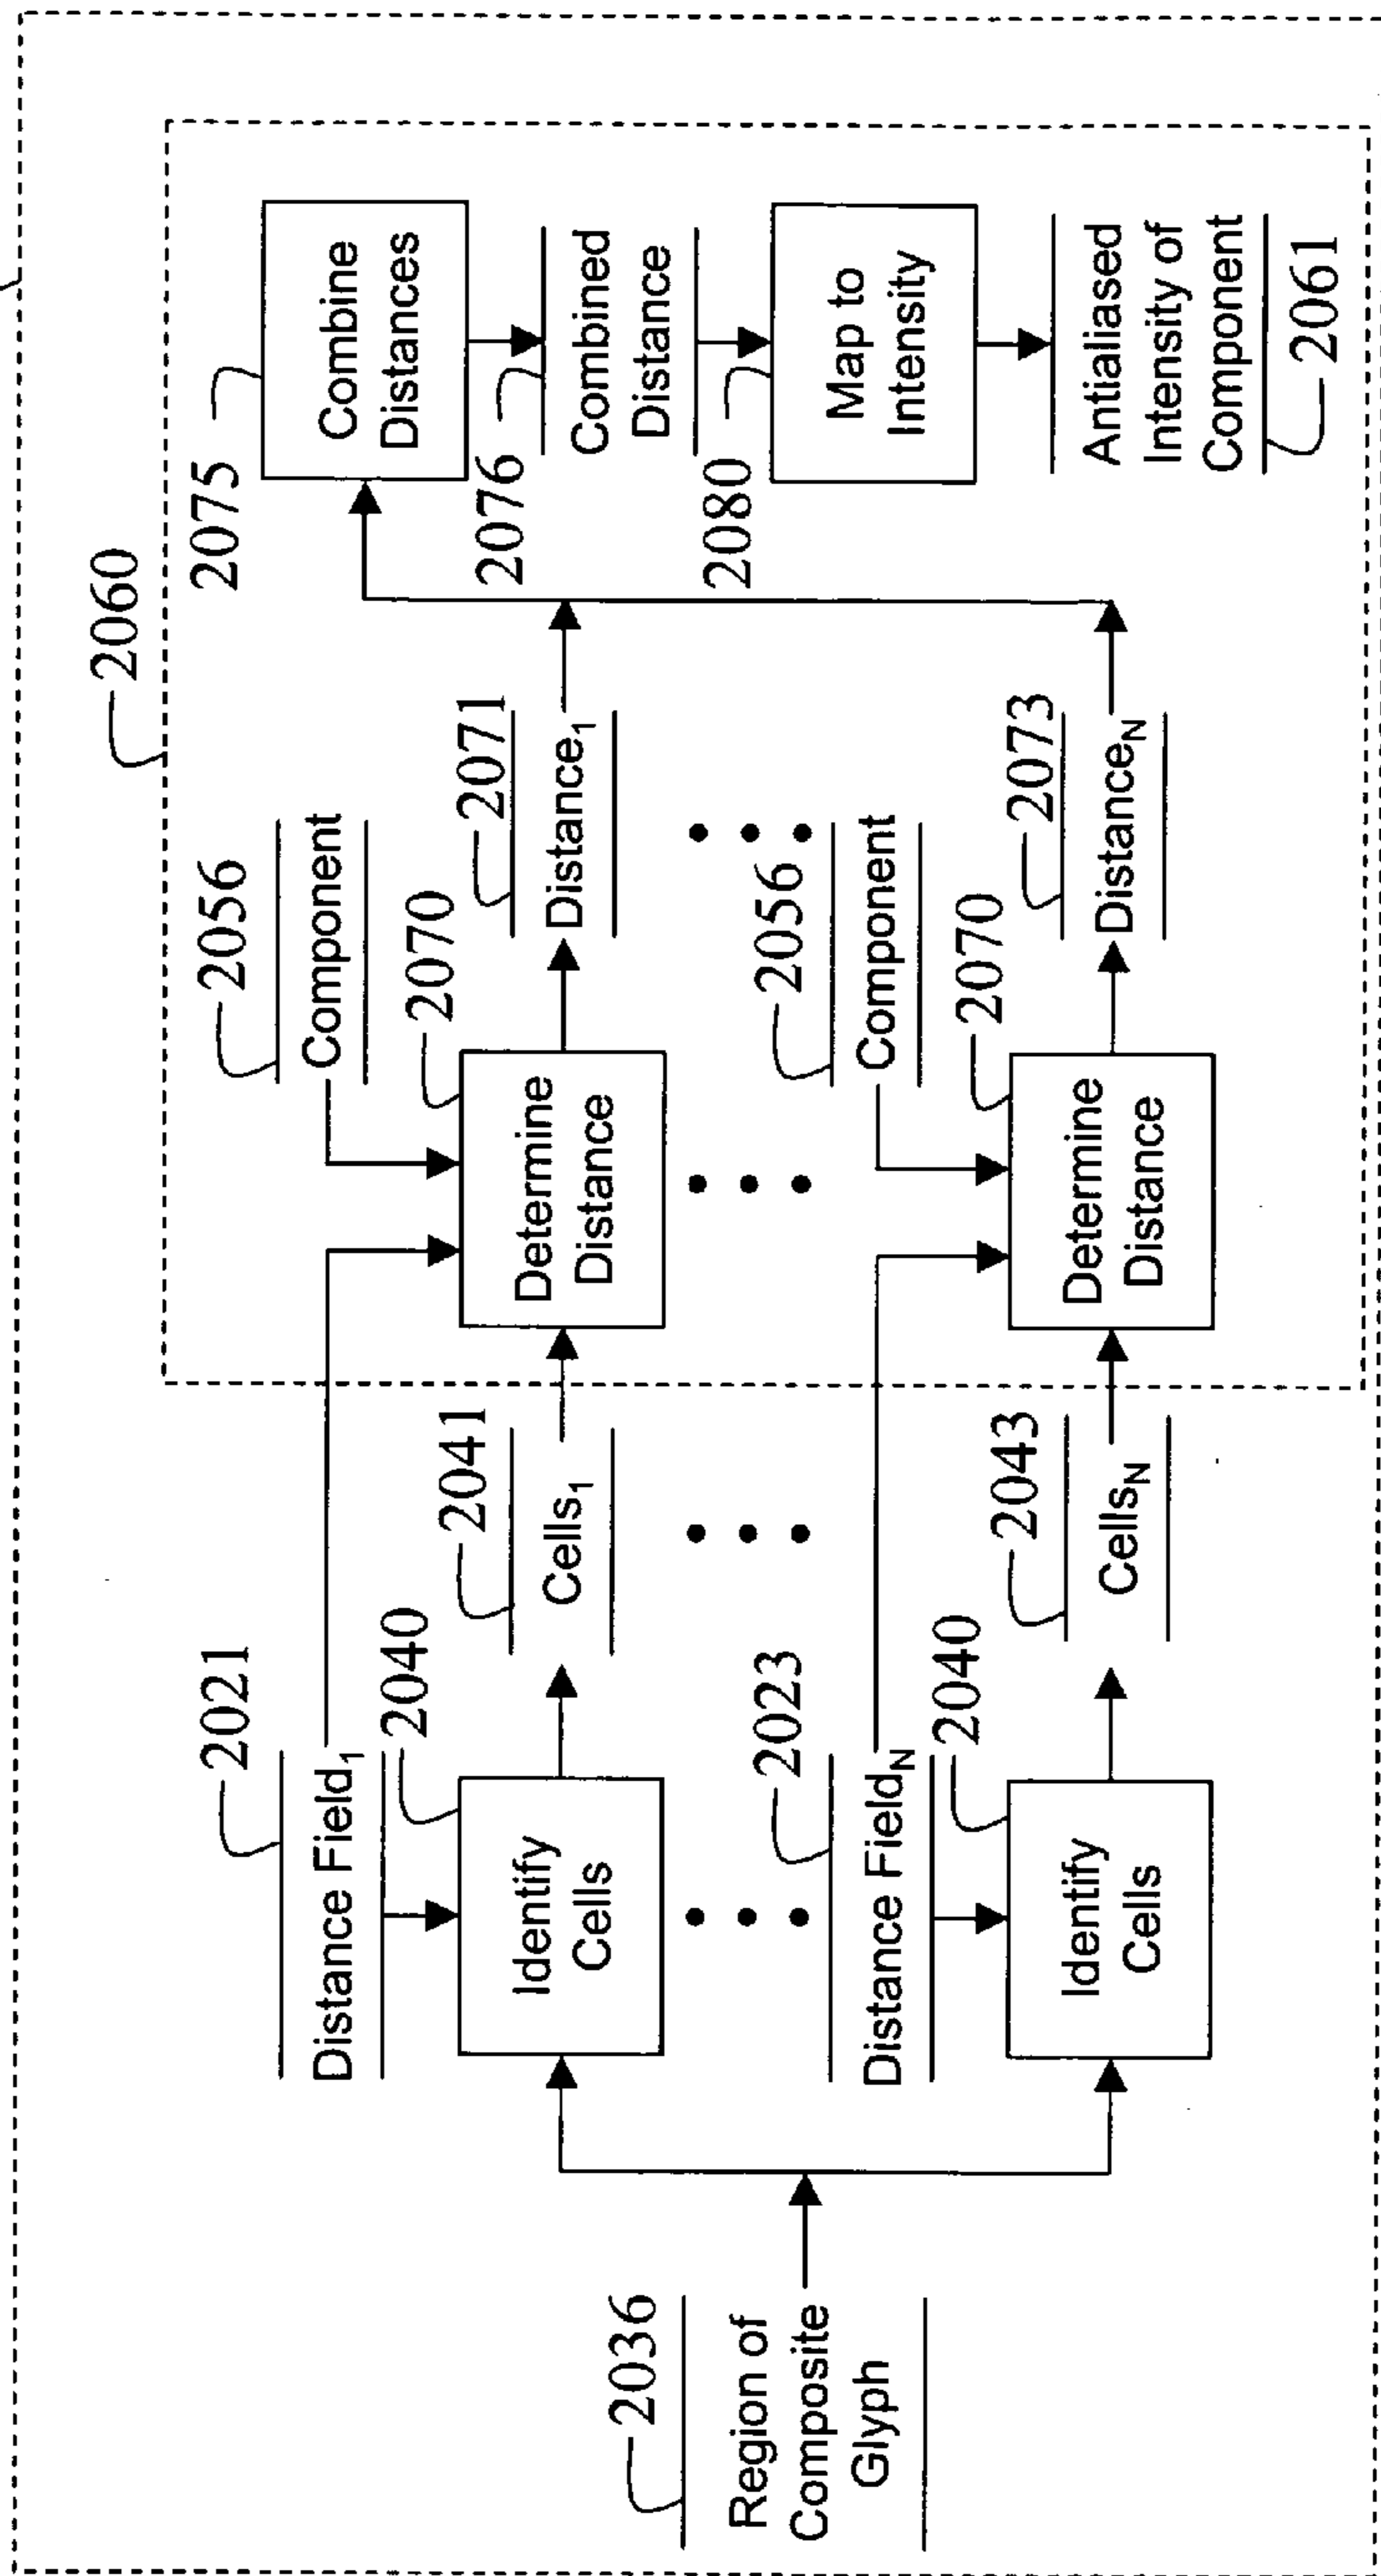 2060
2036
Region of
Composite
Glyph
2021
Distance Field1
2040
Identify
Cells
2041
Cells1
2056
Component
2070
Determine
Distance
2071
Distance1
2023
Distance FieldN
2040
Identify
Cells
2043
CellsN
2056
Component
2070
Determine
Distance
2073
DistanceN
2075
Combine
Distances
2076
Combined
Distance
2080
Map to
Intensity
Antialiased
Intensity of
Component
2061